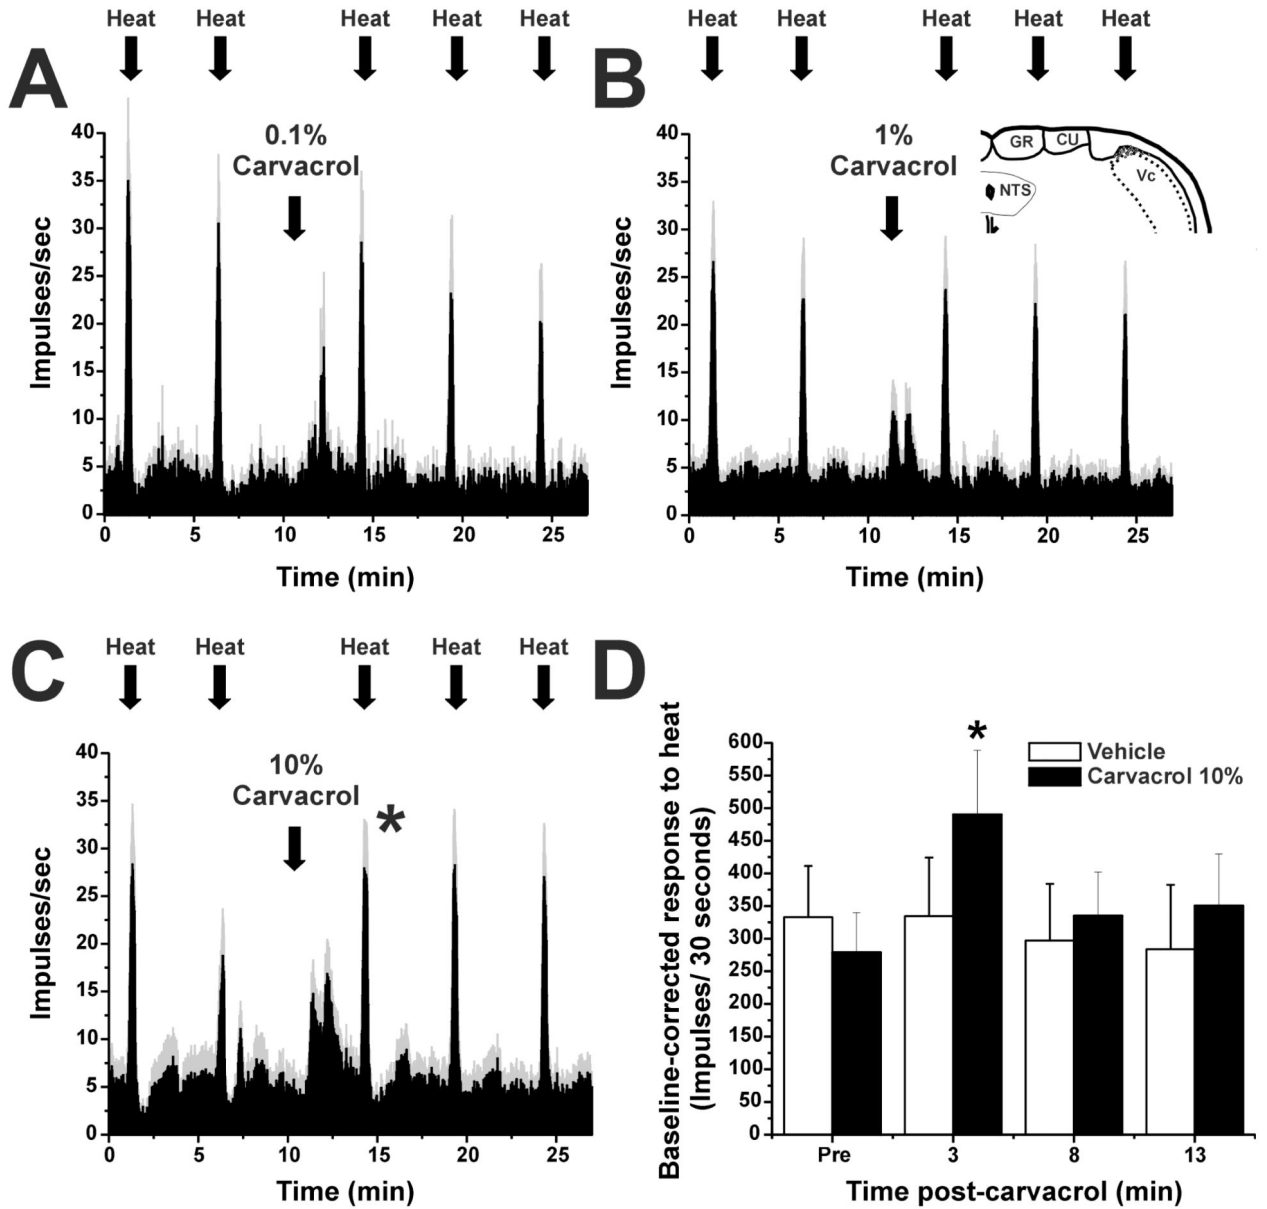 Heat Heat Heat Heat Heat
A
0.1%
Carvacrol
Impulses/sec
40
35
30
25
20
15
10
5
0
0 5 10 15 20 25
Time (min)
Heat Heat Heat Heat Heat
B
1%
Carvacrol
GR CU
Vc
NTS
Impulses/sec
40
35
30
25
20
15
10
5
0
0 5 10 15 20 25
Time (min)
Heat Heat Heat Heat Heat
C
10%
Carvacrol
*
Impulses/sec
40
35
30
25
20
15
10
5
0
0 5 10 15 20 25
Time (min)
D
Baseline-corrected response to heat
(Impulses/ 30 seconds)
600
550
500
450
400
350
300
250
200
150
100
50
0
*
Vehicle
Carvacrol 10%
Pre 3 8 13
Time post-carvacrol (min)